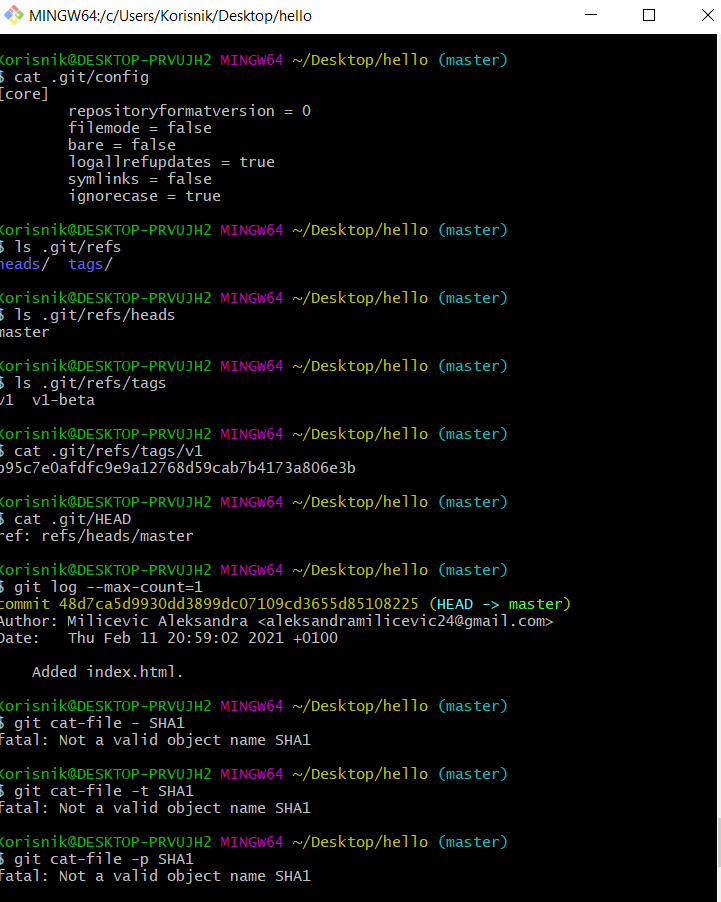 MINGW64:/c/Users/Korisnik/Desktop/hello
Korisnik@DESKTOP-PRVUJH2 MINGW64 ~/Desktop/hello (master)
$ cat .git/config
[core]
        repositoryformatversion = 0
        filemode = false
        bare = false
        logallrefupdates = true
        symlinks = false
        ignorecase = true
Korisnik@DESKTOP-PRVUJH2 MINGW64 ~/Desktop/hello (master)
$ ls .git/refs
heads/  tags/
Korisnik@DESKTOP-PRVUJH2 MINGW64 ~/Desktop/hello (master)
$ ls .git/refs/heads
master
Korisnik@DESKTOP-PRVUJH2 MINGW64 ~/Desktop/hello (master)
$ ls .git/refs/tags
v1  v1-beta
Korisnik@DESKTOP-PRVUJH2 MINGW64 ~/Desktop/hello (master)
$ cat .git/refs/tags/v1
b95c7e0afdfc9e9a12768d59cab7b4173a806e3b
Korisnik@DESKTOP-PRVUJH2 MINGW64 ~/Desktop/hello (master)
$ cat .git/HEAD
ref: refs/heads/master
Korisnik@DESKTOP-PRVUJH2 MINGW64 ~/Desktop/hello (master)
$ git log --max-count=1
commit 48d7ca5d9930dd3899dc07109cd3655d85108225 (HEAD -> master)
Author: Milicevic Aleksandra <aleksandramilicevic24@gmail.com>
Date:   Thu Feb 11 20:59:02 2021 +0100
    Added index.html.
Korisnik@DESKTOP-PRVUJH2 MINGW64 ~/Desktop/hello (master)
$ git cat-file - SHA1
fatal: Not a valid object name SHA1
Korisnik@DESKTOP-PRVUJH2 MINGW64 ~/Desktop/hello (master)
$ git cat-file -t SHA1
fatal: Not a valid object name SHA1
Korisnik@DESKTOP-PRVUJH2 MINGW64 ~/Desktop/hello (master)
$ git cat-file -p SHA1
fatal: Not a valid object name SHA1